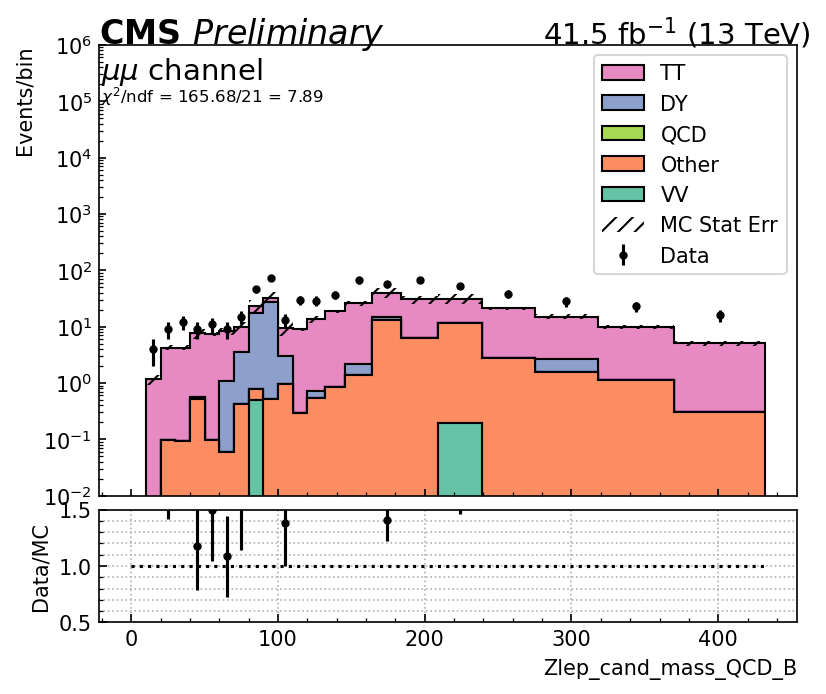 CMS Preliminary 41.5 fb⁻¹ (13 TeV)
μμ channel
χ²/ndf = 165.68/21 = 7.89
Events/bin
10⁶
10⁵
10⁴
10³
10²
10¹
10⁰
10⁻¹
10⁻²
TT
DY
QCD
Other
VV
MC Stat Err
Data
Data/MC
1.5
1.0
0.5
0 100 200 300 400
Zlep_cand_mass_QCD_B